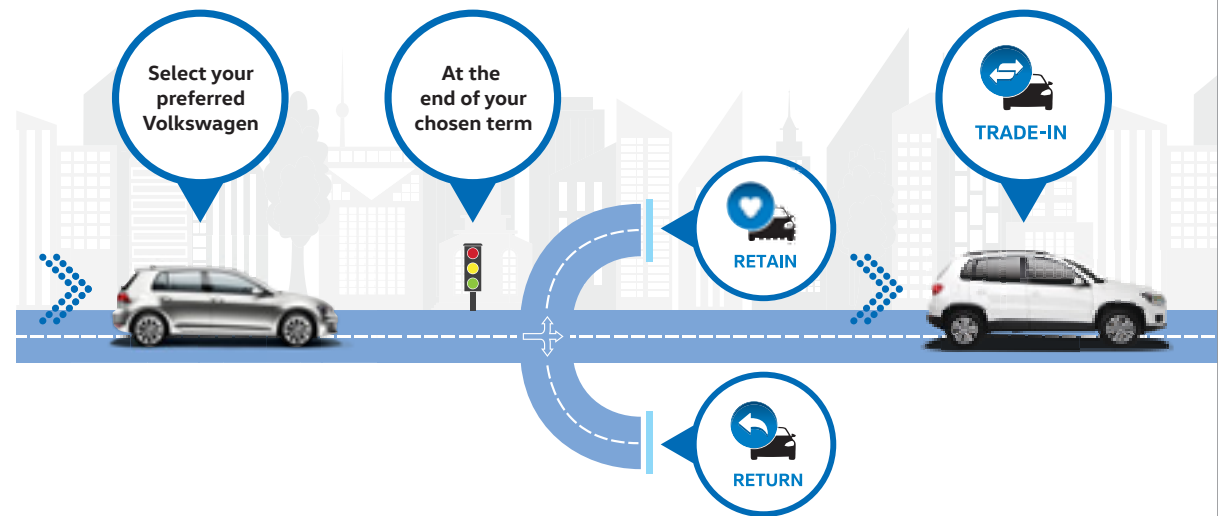 Select your
preferred
Volkswagen
At the
end of your
chosen term
RETAIN
RETURN
TRADE-IN